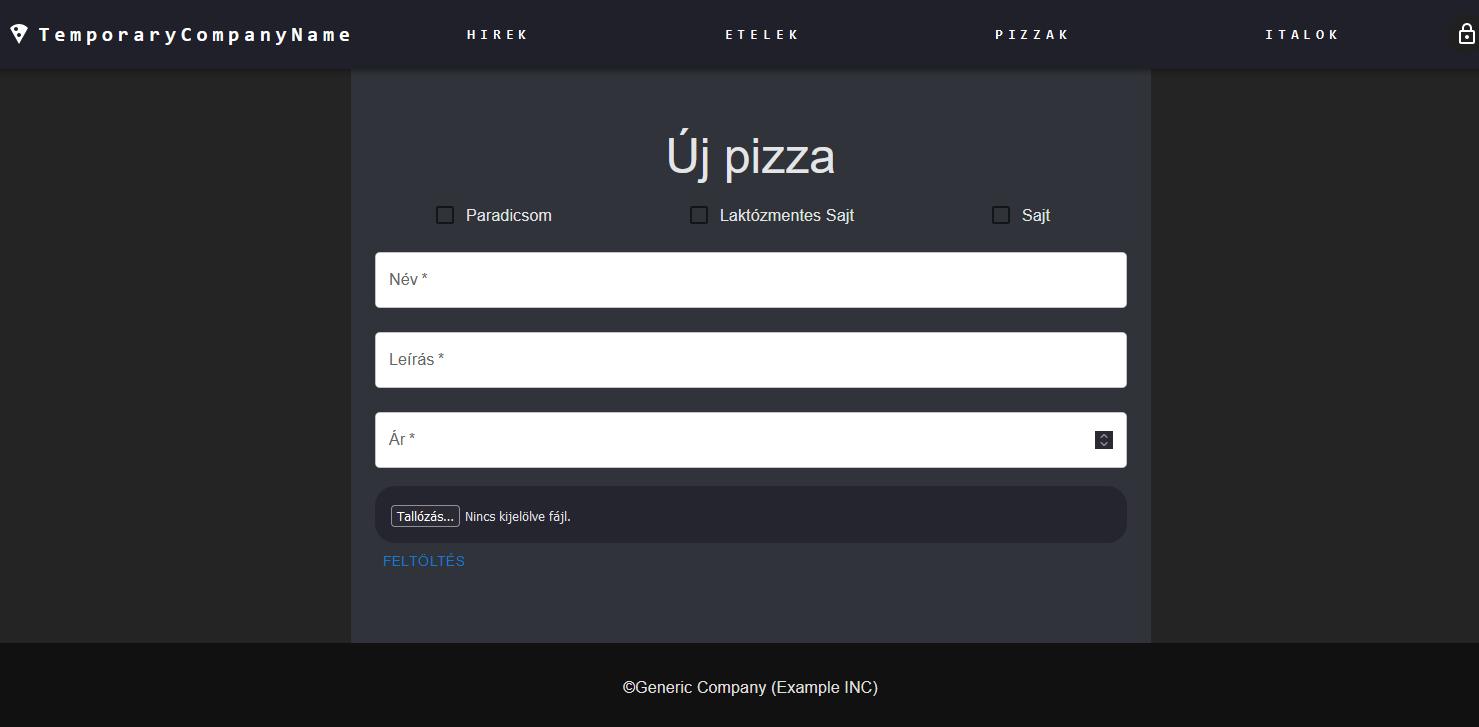 TemporaryCompanyName HIREK ETELEK PIZZAK ITALOK
Új pizza
Paradicsom Laktózmentes Sajt Sajt
Név *
Leírás *
Ár *
Tallózás... Nincs kijelölve fájl.
FELTÖLTÉS
©Generic Company (Example INC)